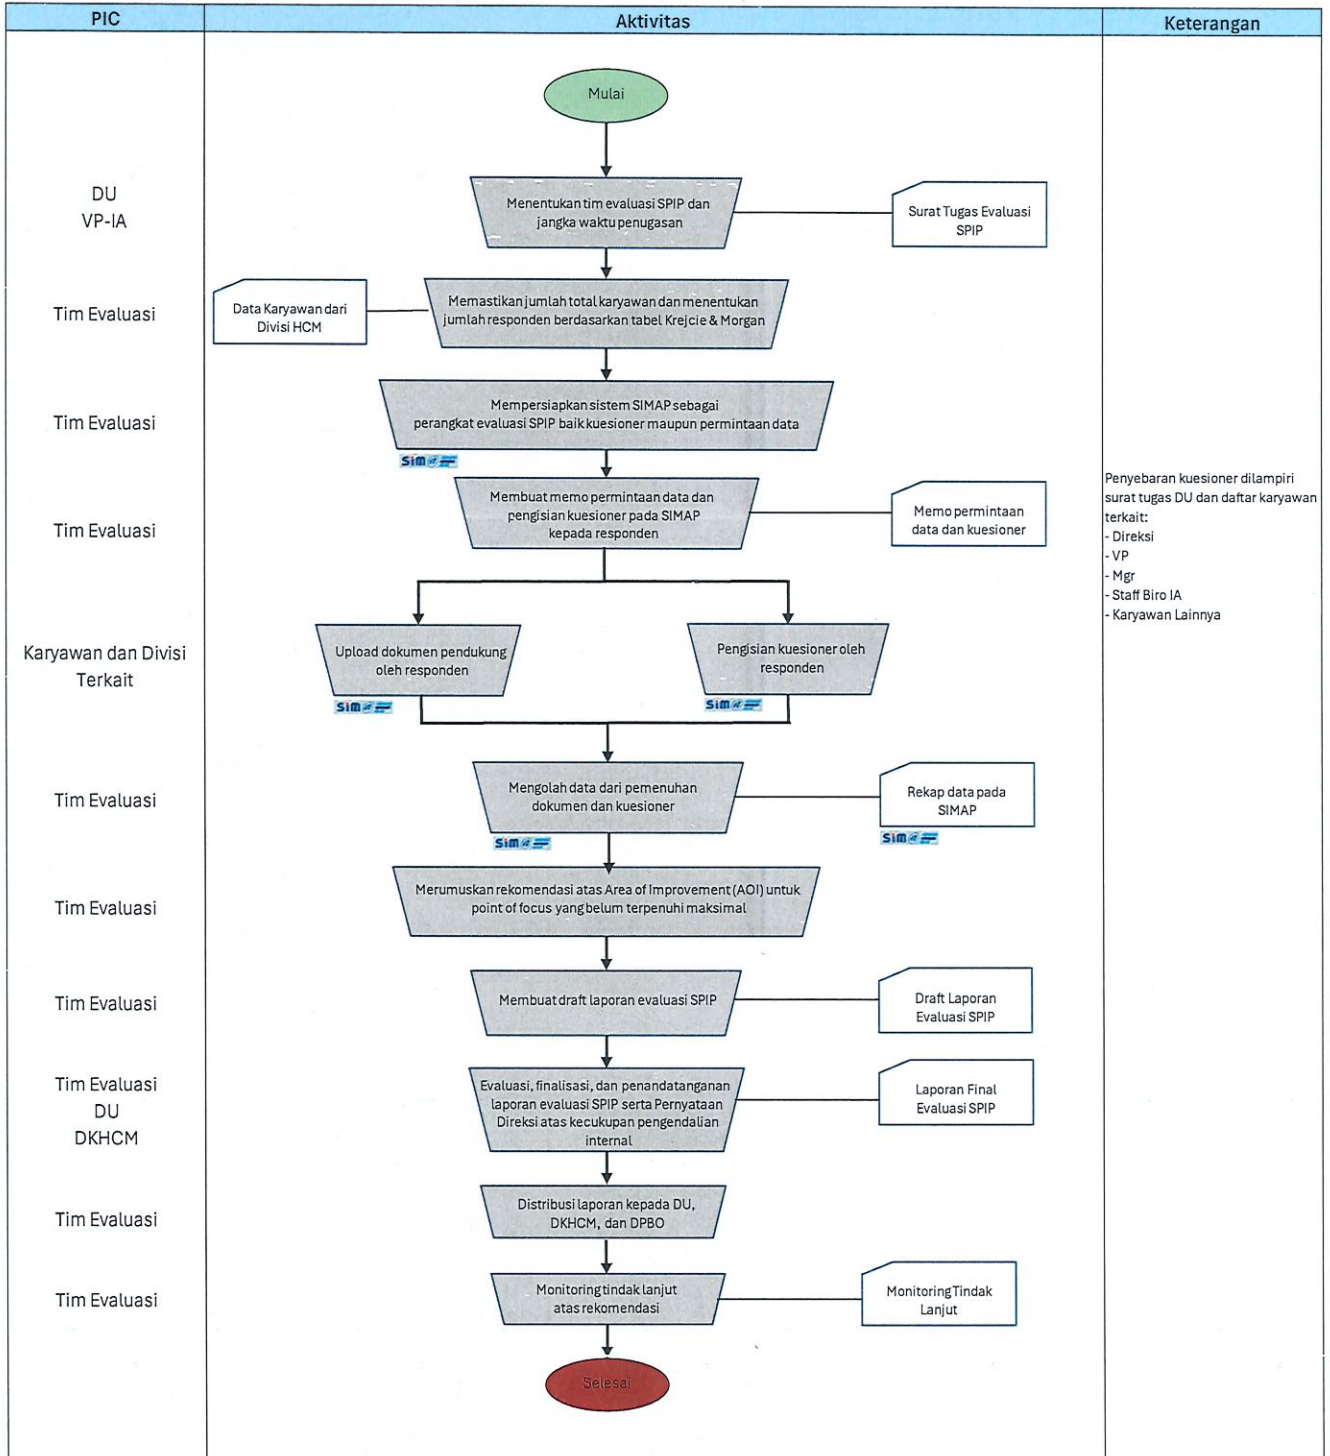 PIC
Aktivitas
Keterangan
Mulai
DU
VP-IA
Menentukan tim evaluasi SPIP dan
jangka waktu penugasan
Surat Tugas Evaluasi
SPIP
Tim Evaluasi
Data Karyawan dari
Divisi HCM
Memastikan jumlah total karyawan dan menentukan
jumlah responden berdasarkan tabel Krejcie & Morgan
Tim Evaluasi
Mempersiapkan sistem SIMAP sebagai
perangkat evaluasi SPIP baik kuesioner maupun permintaan data
Tim Evaluasi
Membuat memo permintaan data dan
pengisian kuesioner pada SIMAP
kepada responden
Memo permintaan
data dan kuesioner
Penyebaran kuesioner dilampiri
surat tugas DU dan daftar karyawan
terkait:
- Direksi
- VP
- Mgr
- Staff Biro IA
- Karyawan Lainnya
Karyawan dan Divisi
Terkait
Upload dokumen pendukung
oleh responden
Pengisian kuesioner oleh
responden
Tim Evaluasi
Mengolah data dari pemenuhan
dokumen dan kuesioner
Rekap data pada
SIMAP
Tim Evaluasi
Merumuskan rekomendasi atas Area of Improvement (AOI) untuk
point of focus yang belum terpenuhi maksimal
Tim Evaluasi
Membuat draft laporan evaluasi SPIP
Draft Laporan
Evaluasi SPIP
Tim Evaluasi
DU
DKHCM
Evaluasi, finalisasi, dan penandatanganan
laporan evaluasi SPIP serta Pernyataan
Direksi atas kecukupan pengendalian
internal
Laporan Final
Evaluasi SPIP
Tim Evaluasi
Distribusi laporan kepada DU,
DKHCM, dan DPBO
Tim Evaluasi
Monitoring tindak lanjut
atas rekomendasi
Monitoring Tindak
Lanjut
Selesai